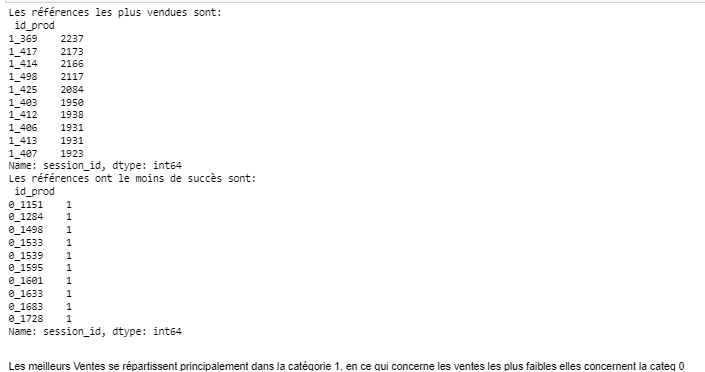 Les références les plus vendues sont:
id_prod
1_369 2237
1_417 2173
1_414 2166
1_498 2117
1_425 2084
1_403 1950
1_412 1938
1_406 1931
1_413 1931
1_407 1923
Name: session_id, dtype: int64
Les références ont le moins de succès sont:
id_prod
0_1151 1
0_1284 1
0_1498 1
0_1533 1
0_1539 1
0_1595 1
0_1601 1
0_1633 1
0_1683 1
0_1728 1
Name: session_id, dtype: int64
Les meilleurs Ventes se répartissent principalement dans la catégorie 1, en ce qui concerne les ventes les plus faibles elles concernent la categ 0